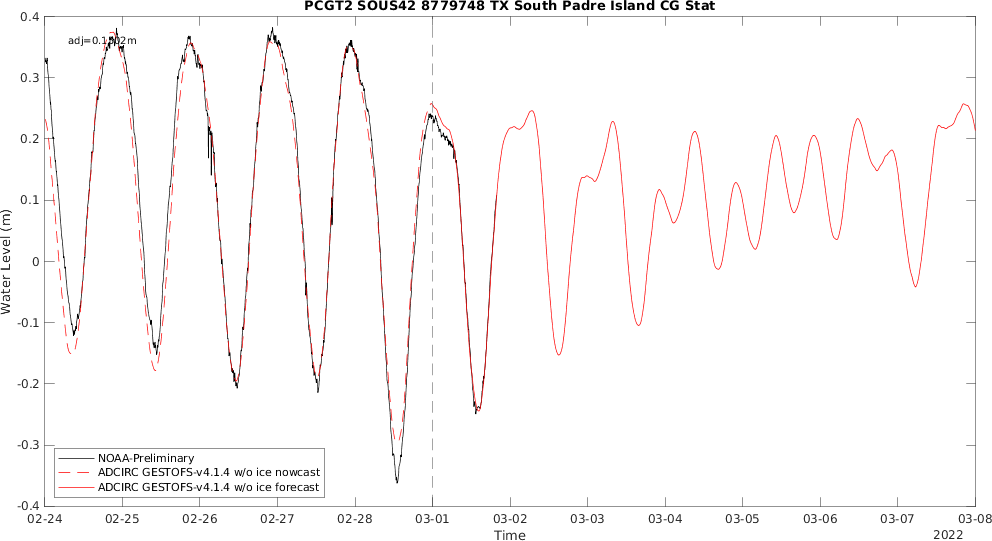 PCGT2 SOUS42 8779748 TX South Padre Island CG Stat
adj=0.1
02m
0.4
0.3
0.2
0.1
0
-0.1
-0.2
-0.3
-0.4
Water Level (m)
NOAA-Preliminary
ADCIRC GESTOFS-v4.1.4 w/o ice nowcast
ADCIRC GESTOFS-v4.1.4 w/o ice forecast
02-24 02-25 02-26 02-27 02-28 03-01 03-02 03-03 03-04 03-05 03-06 03-07 03-08
Time
2022